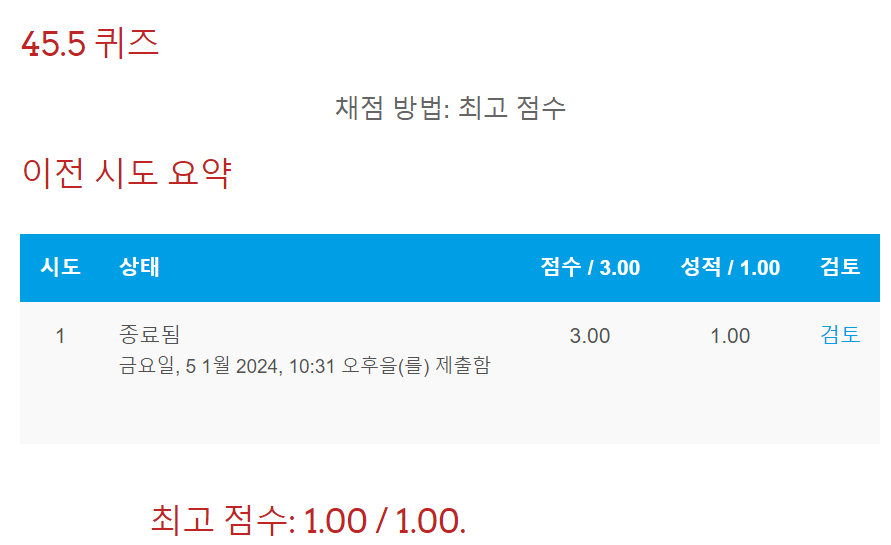 45.5 퀴즈
채점 방법: 최고 점수
이전 시도 요약
시도 상태 점수 / 3.00 성적 / 1.00 검토
1 종료됨 3.00 1.00 검토
금요일, 5 1월 2024, 10:31 오후을(를) 제출함
최고 점수: 1.00 / 1.00.